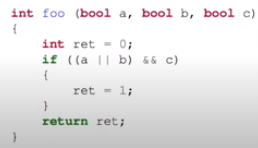 int foo (bool a, bool b, bool c)
{
    int ret = 0;
    if ((a || b) && c)
    {
        ret = 1;
    }
    return ret;
}